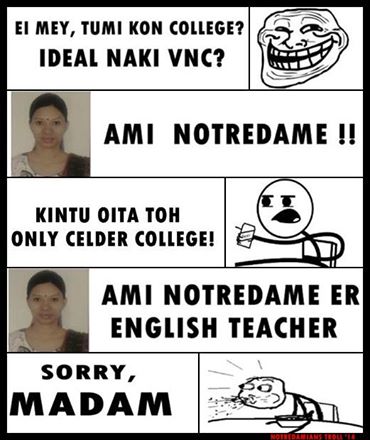 EI MEY, TUMI KON COLLEGE?
IDEAL NAKI VNC?
AMI NOTREDAME !!
KINTU OITA TOH
ONLY CELDER COLLEGE!
AMI NOTREDAME ER
ENGLISH TEACHER
SORRY,
MADAM
NOTREDAMIANS TROLL '14